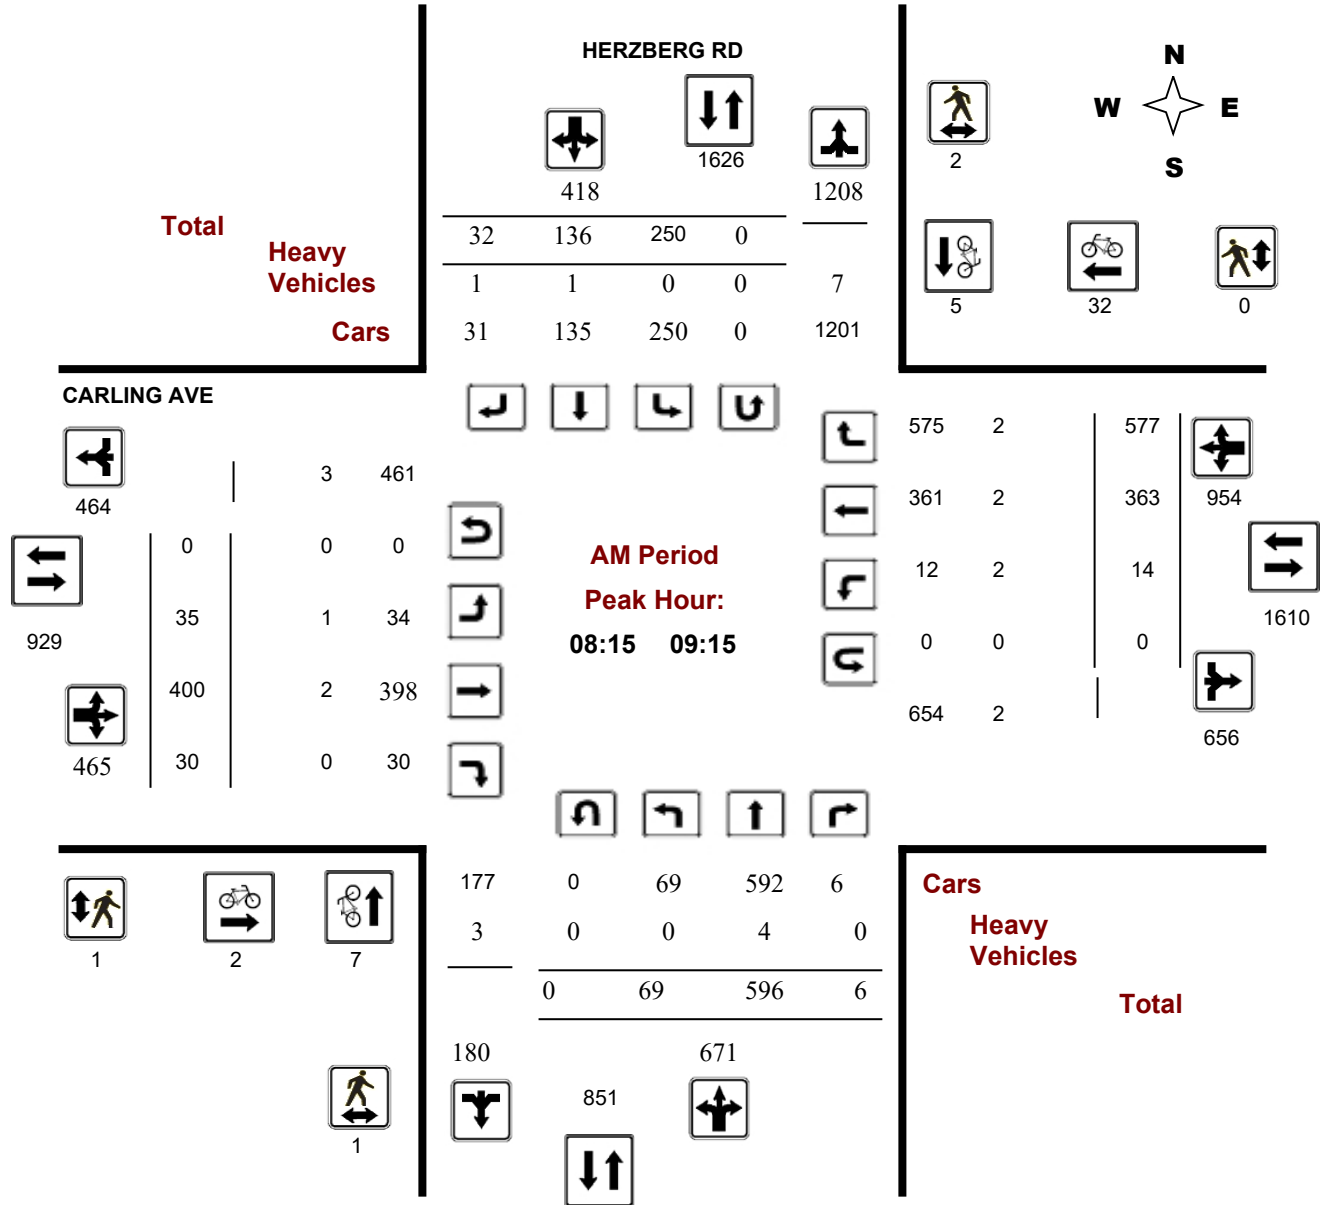 HERZBERG RD
N
W E
S
1626
2
418 1208
Total
32 136 250 0
Heavy
Vehicles
1 1 0 0 7
5 32 0
Cars
31 135 250 0 1201
CARLING AVE
575 2 577
3 461
464
361 2 363 954
0 0 0
AM Period
12 2 14
Peak Hour:
35 1 34
1610
929
08:15 09:15
0 0 0
400 2 398
654 2
656
465 30 0 30
177 0 69 592 6
Cars
3 0 0 4 0
Heavy
Vehicles
1 2 7
0 69 596 6
Total
180 671
851
1